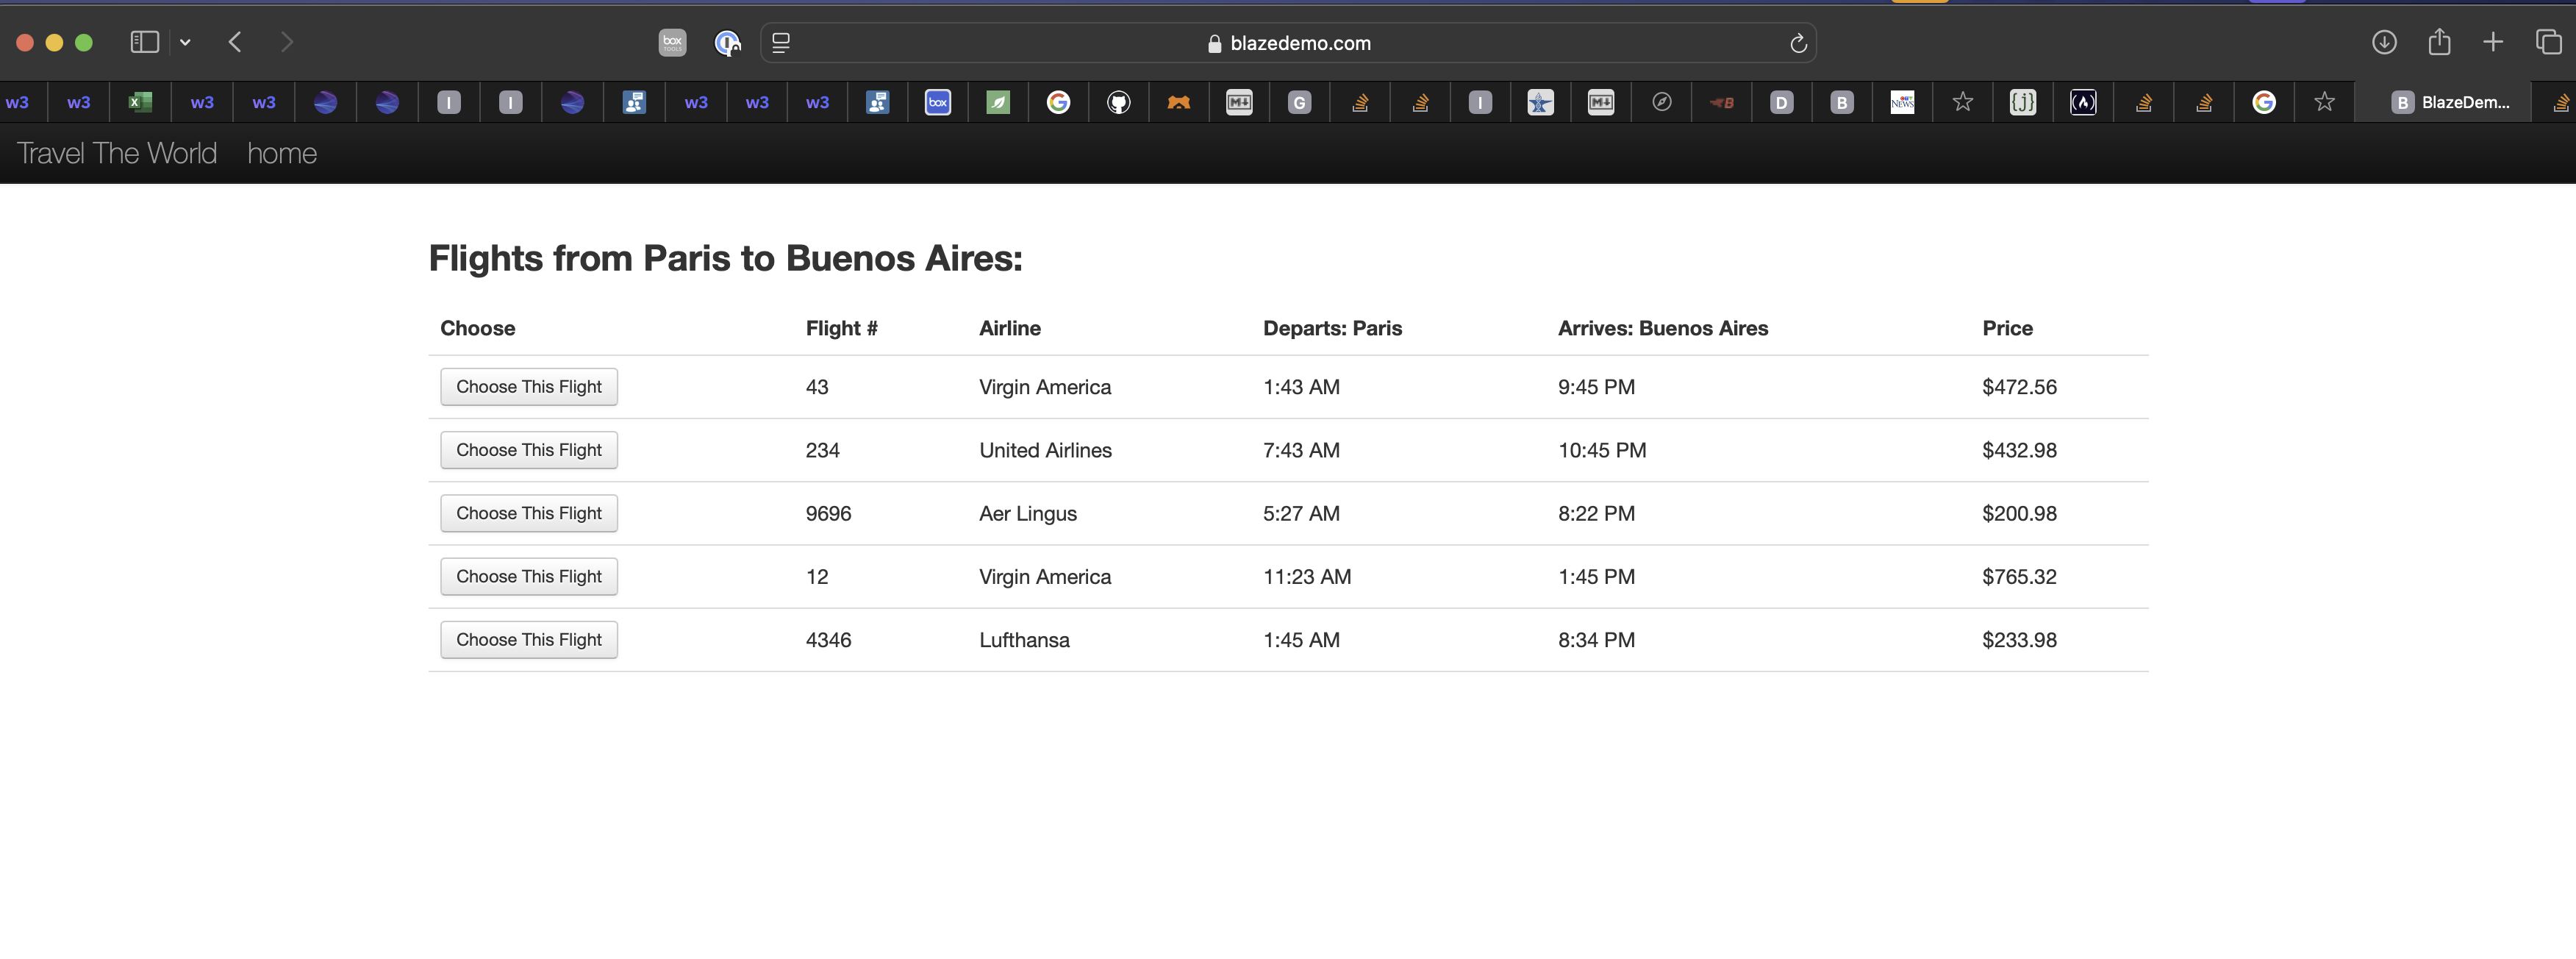 box
TOOLS
blazedemo.com
w3 w3 w3 w3 I I w3 w3 w3 box G M↓ G I M↓ B D B NEWS {j} G B BlazeDem...
Travel The World home
Flights from Paris to Buenos Aires:
Choose Flight # Airline Departs: Paris Arrives: Buenos Aires Price
Choose This Flight 43 Virgin America 1:43 AM 9:45 PM $472.56
Choose This Flight 234 United Airlines 7:43 AM 10:45 PM $432.98
Choose This Flight 9696 Aer Lingus 5:27 AM 8:22 PM $200.98
Choose This Flight 12 Virgin America 11:23 AM 1:45 PM $765.32
Choose This Flight 4346 Lufthansa 1:45 AM 8:34 PM $233.98